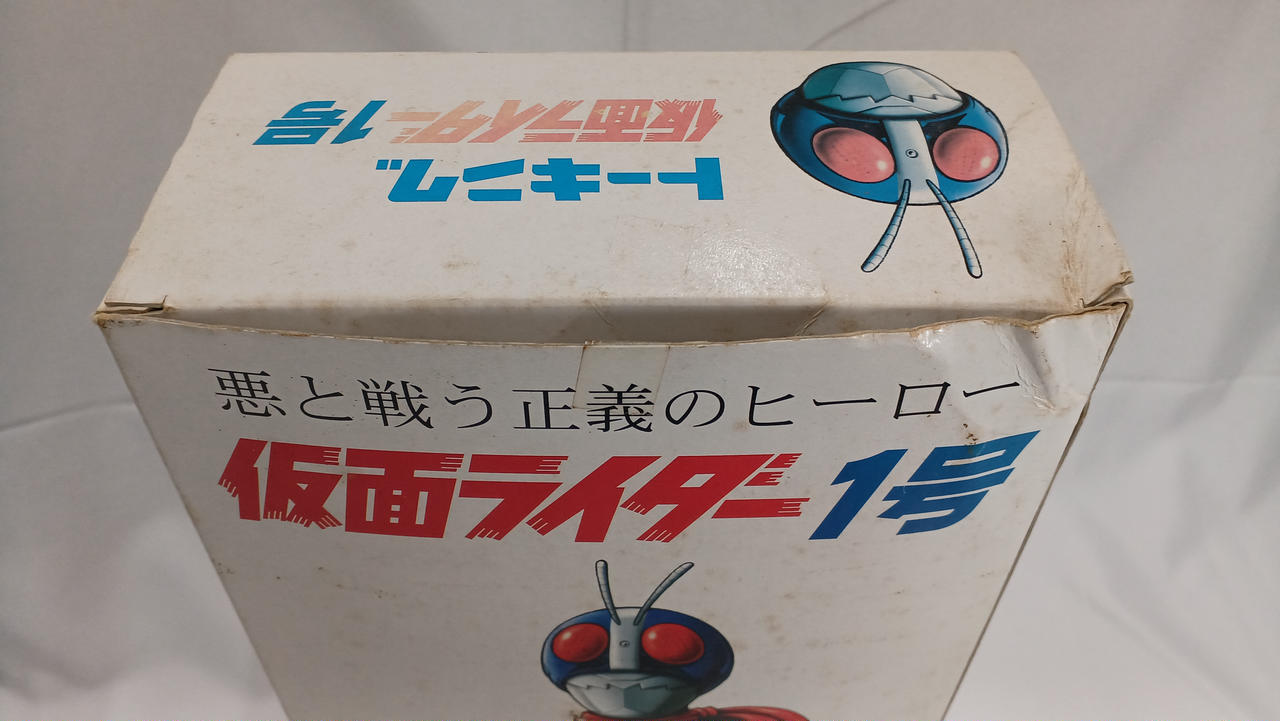 トーキング
仮面ライダー1号
悪と戦う正義のヒーロー
仮面ライダー1号